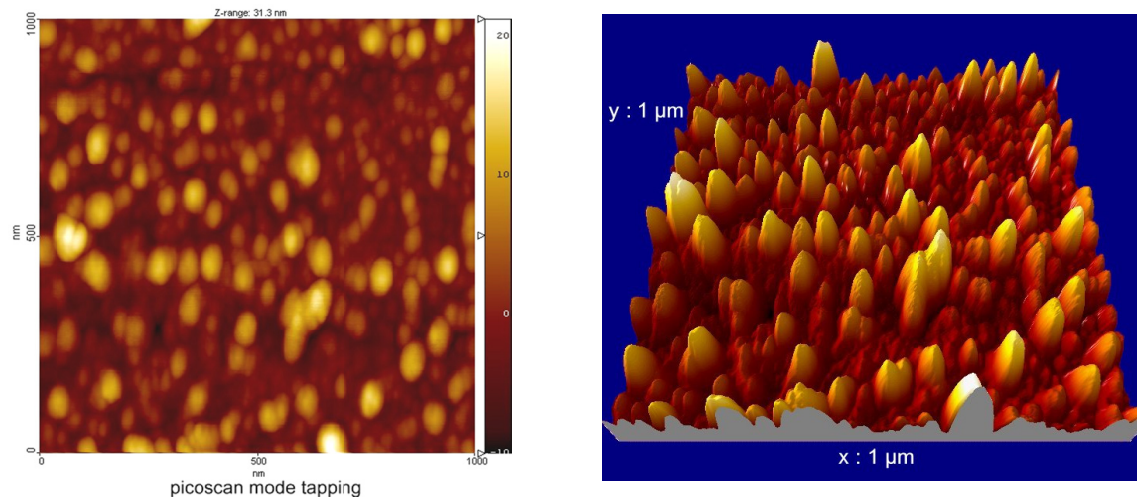 Z-range: 31.3 nm
1000
500
0
nm
0
500
1000
nm
20
10
0
-10
picoscan mode tapping
y : 1 µm
x : 1 µm